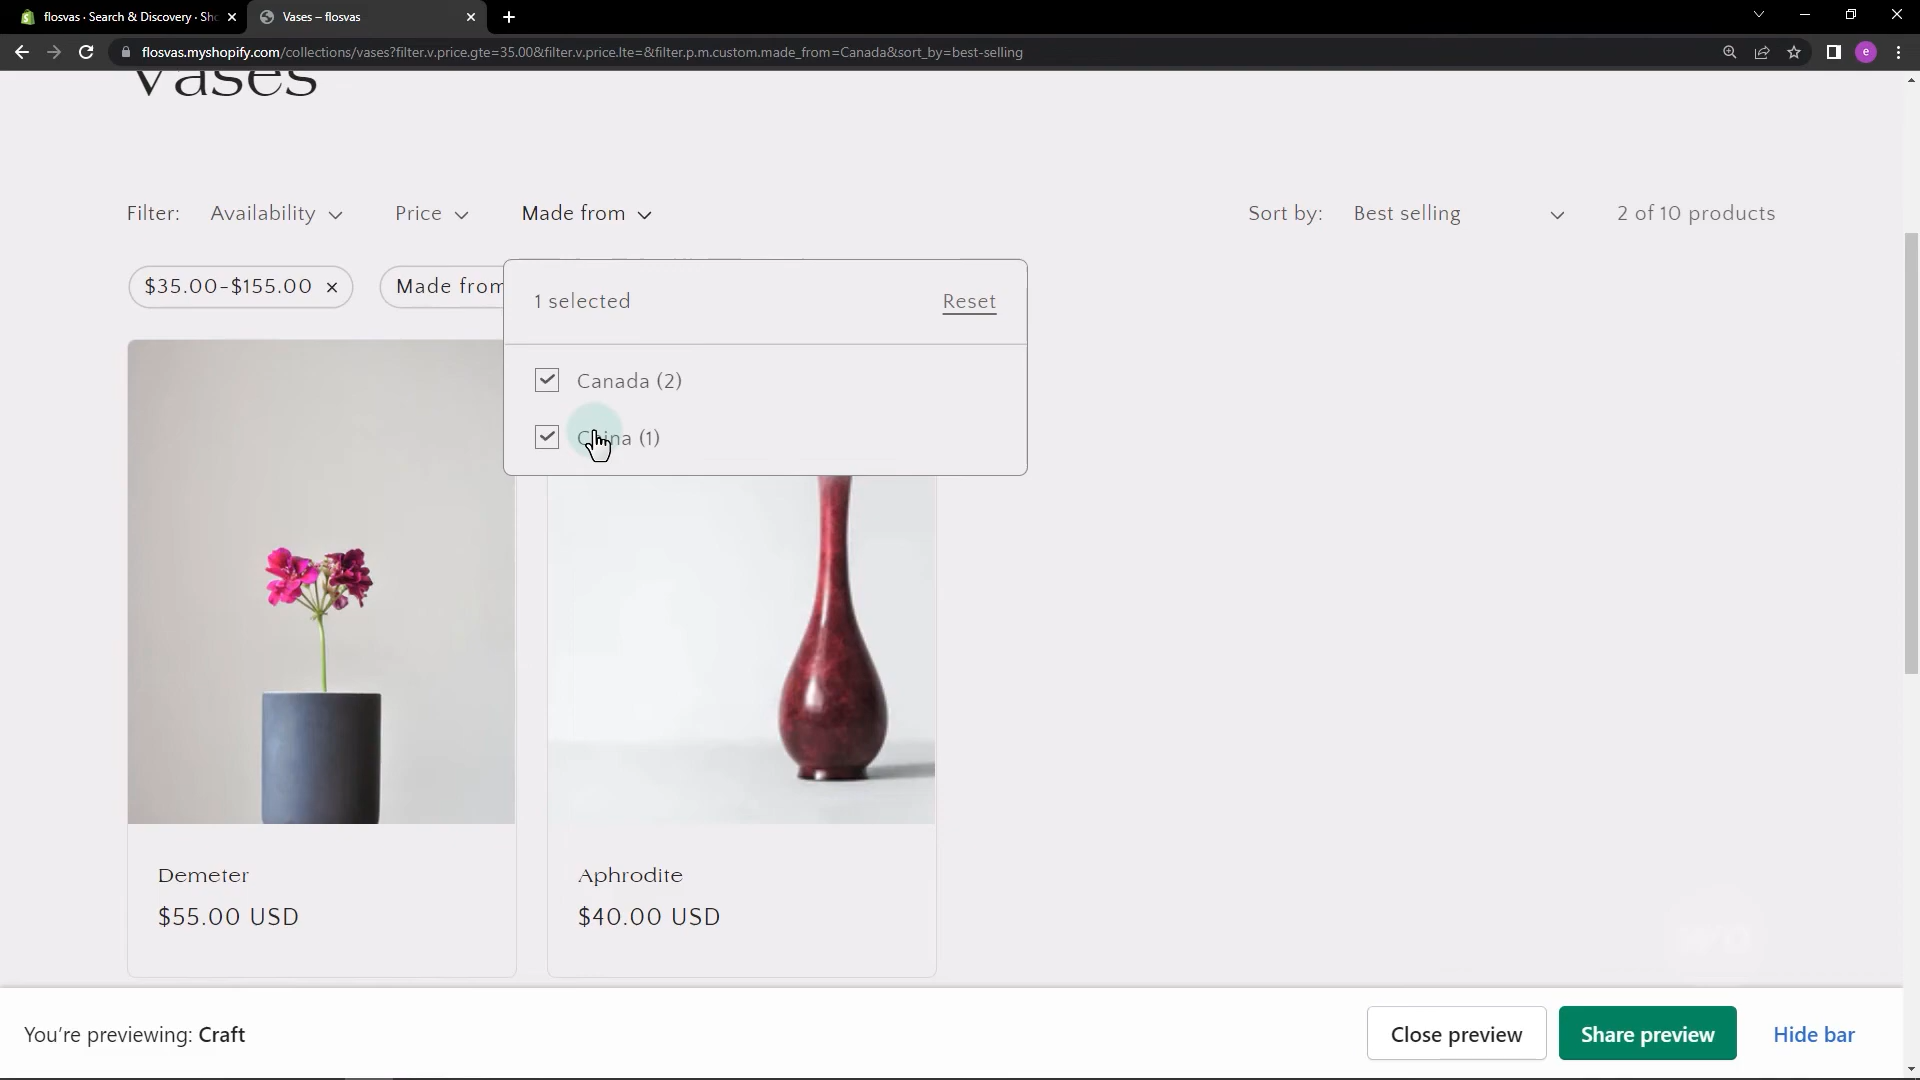 flosvas · Search & Discovery · Sh
Vases – flosvas
flosvas.myshopify.com/collections/vases?filter.v.price.gte=35.00&filter.v.price.lte=&filter.p.m.custom.made_from=Canada&sort_by=best-selling
e
Vases
Filter: Availability Price Made from Sort by: Best selling 2 of 10 products
$35.00-$155.00 × Made from
1 selected Reset
Canada (2)
China (1)
Demeter
$55.00 USD
Aphrodite
$40.00 USD
You're previewing: Craft
Close preview
Share preview
Hide bar